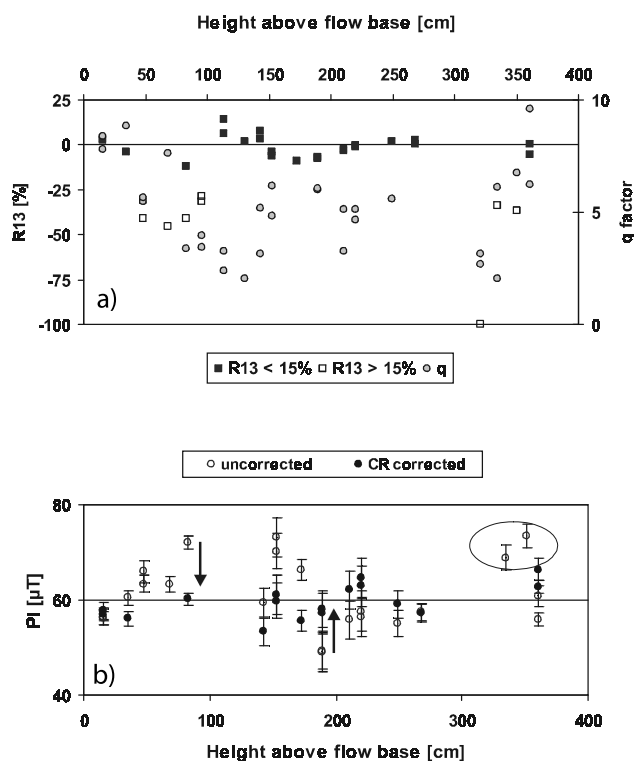 Height above flow base [cm]
0 50 100 150 200 250 300 350 400
25
0
-25
-50
-75
-100
R13 [%]
10
5
0
q factor
a)
R13 < 15% R13 > 15% q
uncorrected CR corrected
80
60
40
PI [µT]
b)
0 100 200 300 400
Height above flow base [cm]